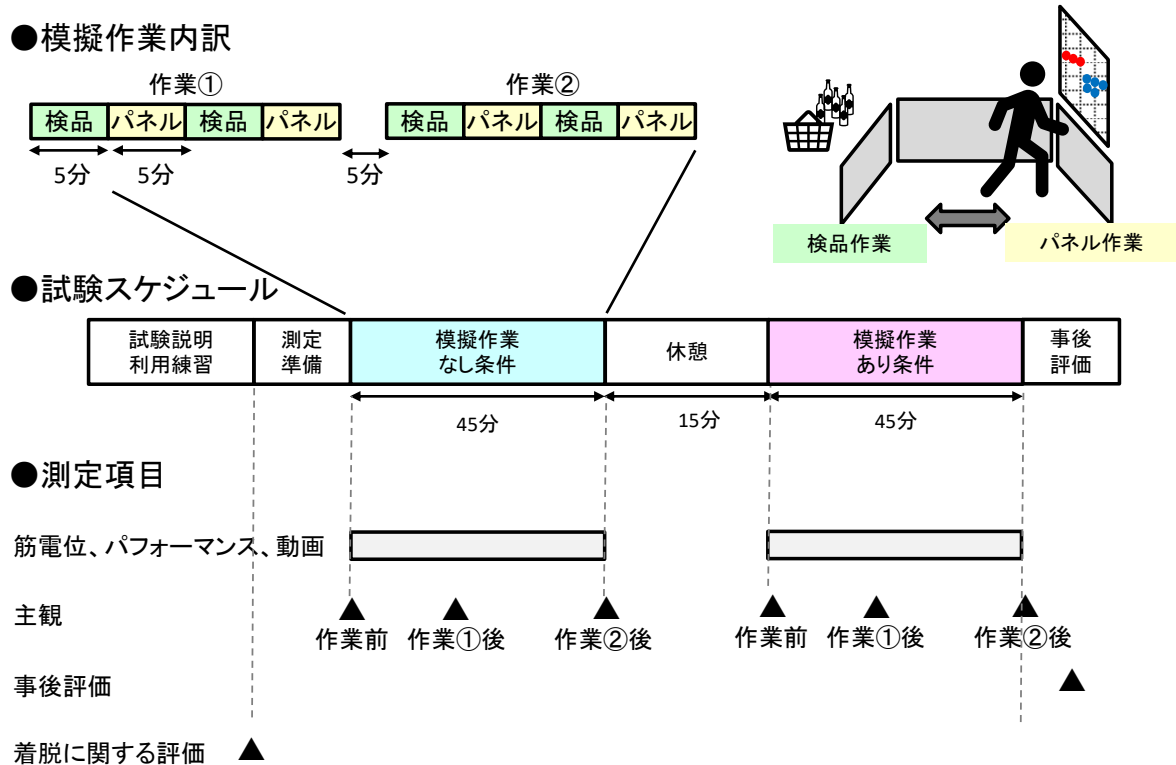 ●模擬作業内訳
作業①
作業②
検品 パネル 検品 パネル
検品 パネル 検品 パネル
5分 5分 5分
検品作業
パネル作業
●試験スケジュール
試験説明
利用練習
測定
準備
模擬作業
なし条件
休憩
模擬作業
あり条件
事後
評価
45分 15分 45分
●測定項目
筋電位、パフォーマンス、動画
主観
▲ ▲ ▲ ▲ ▲ ▲
作業前 作業①後 作業②後 作業前 作業①後 作業②後
事後評価 ▲
着脱に関する評価 ▲